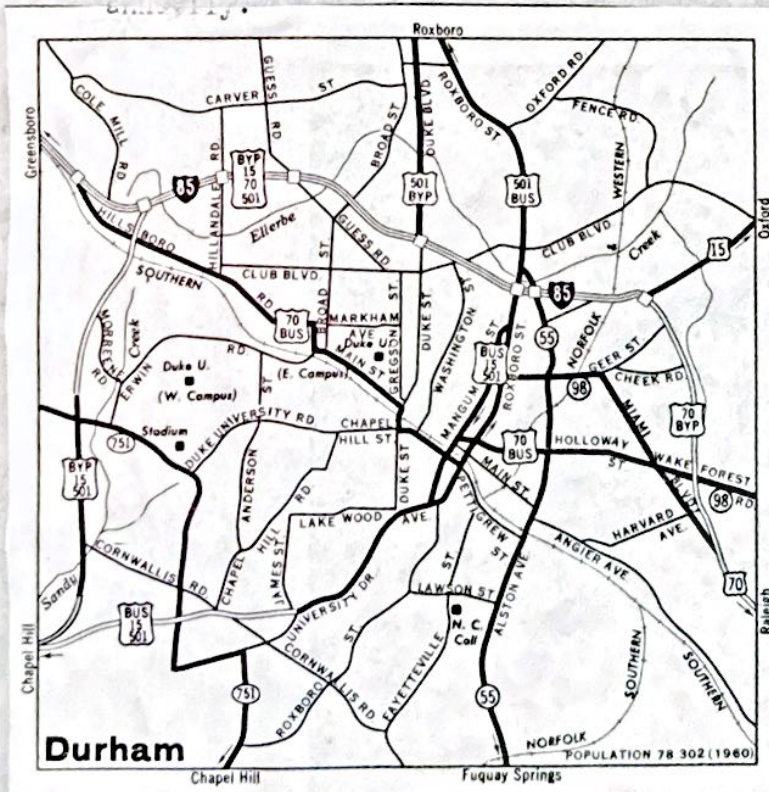 Roxboro
Greensboro
Oxford
Chapel Hill
Raleigh
Chapel Hill
Fuquay Springs
COLE MILL RD
CARVER ST
GUESS RD
BROAD ST
DUKE BLVD
ROXBORO ST
OXFORD RD
FENCE RD.
WESTERN
HILLANDALE RD
85
BYP 15 70 501
501 BYP
501 BUS
Ellerbe
GUESS RD.
CLUB BLVD
& Creek
15
HILLSBORO RD.
SOUTHERN
CLUB BLVD.
BROAD ST.
70 BUS
MARKHAM AVE
Duke U.
(E. Campus)
MAIN ST.
GREGSON ST.
DUKE ST.
WASHINGTON ST
MANGUM ST
BUS 15 501
ROXBORO ST.
85
55
NORFOLK
GEER ST
98
CHEEK RD.
MIAMI BLVD
70 BYP
MORREENE RD
Creek
ERWIN RD.
Duke U.
(W. Campus)
Stadium
751
DUKE UNIVERSITY RD
CHAPEL HILL ST.
ANDERSON ST
70 BUS
HOLLOWAY ST.
WAKE FOREST RD.
98
BYP 15 501
DUKE ST.
MAIN ST.
PETTIGREW ST
CHAPEL HILL RD.
JAMES ST.
LAKE WOOD AVE.
HARVARD AVE.
ANGIER AVE
70
CORNWALLIS RD.
Sandy
BUS 15 501
UNIVERSITY DR.
LAWSON ST
ST
N. C. Coll
ALSTON AVE.
FAYETTEVILLE
CORNWALLIS RD
ROXBORO ST
751
55
SOUTHERN
SOUTHERN
NORFOLK
Durham
POPULATION 78 302 (1960)